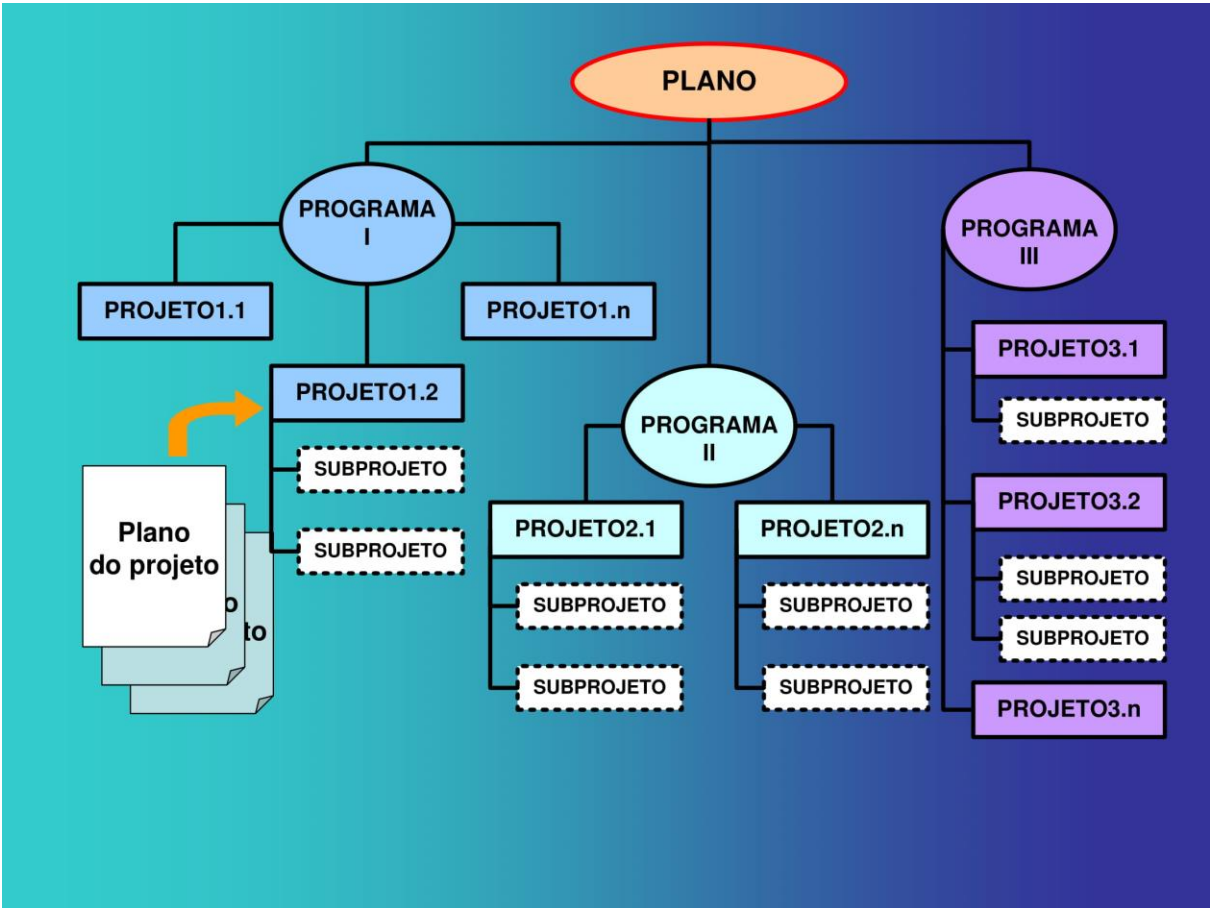 PLANO
PROGRAMA
I
PROJETO1.1
PROJETO1.n
PROJETO1.2
SUBPROJETO
SUBPROJETO
Plano
do projeto
o
to
PROGRAMA
II
PROJETO2.1
SUBPROJETO
SUBPROJETO
PROJETO2.n
SUBPROJETO
SUBPROJETO
PROGRAMA
III
PROJETO3.1
SUBPROJETO
PROJETO3.2
SUBPROJETO
SUBPROJETO
PROJETO3.n